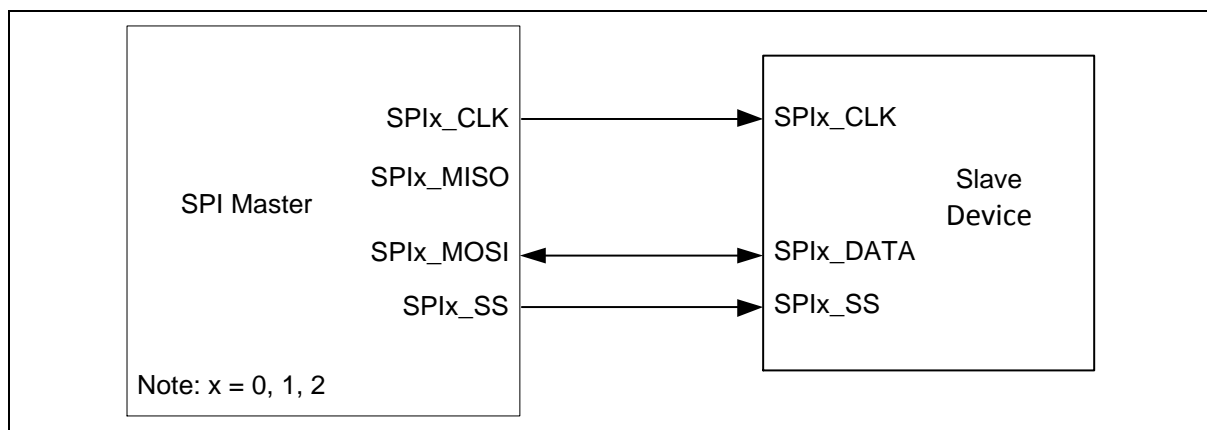 SPIx_CLK
SPIx_MISO
SPI Master
SPIx_MOSI
SPIx_SS
Note: x = 0, 1, 2
SPIx_CLK
Slave
Device
SPIx_DATA
SPIx_SS